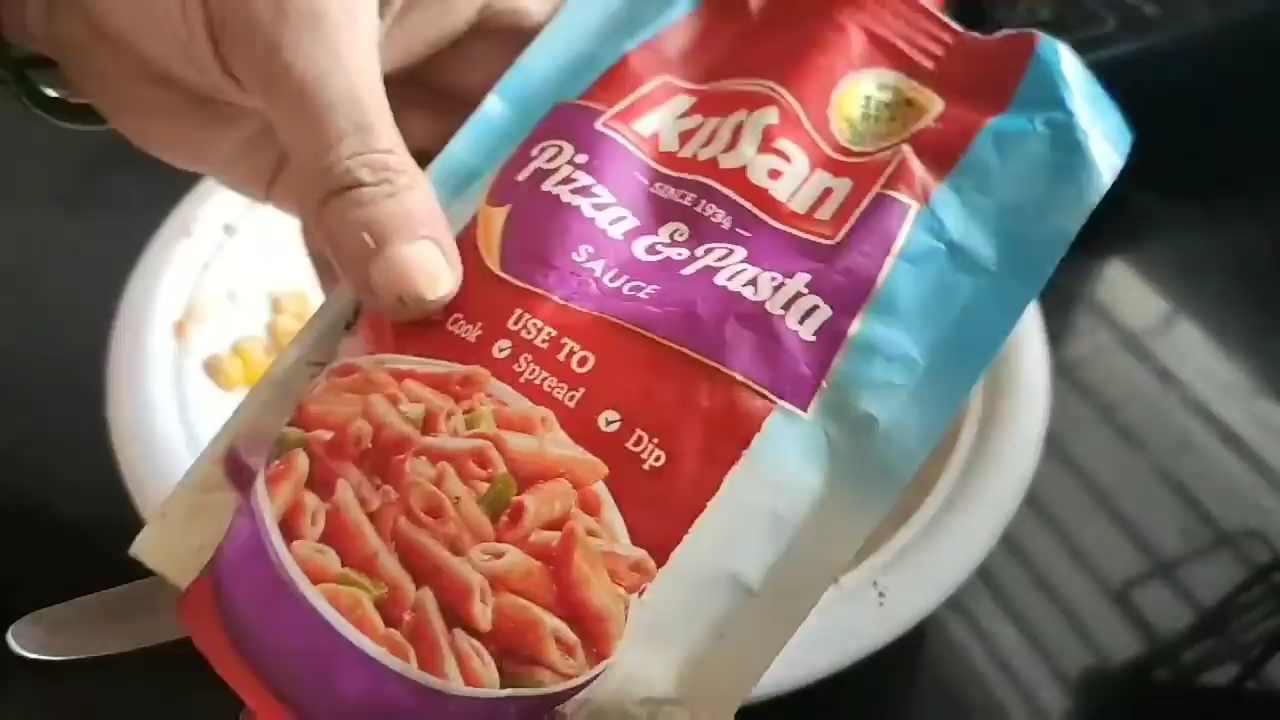 Kissan
SINCE 1934
Pizza & Pasta
SAUCE
USE TO
Cook Spread Dip